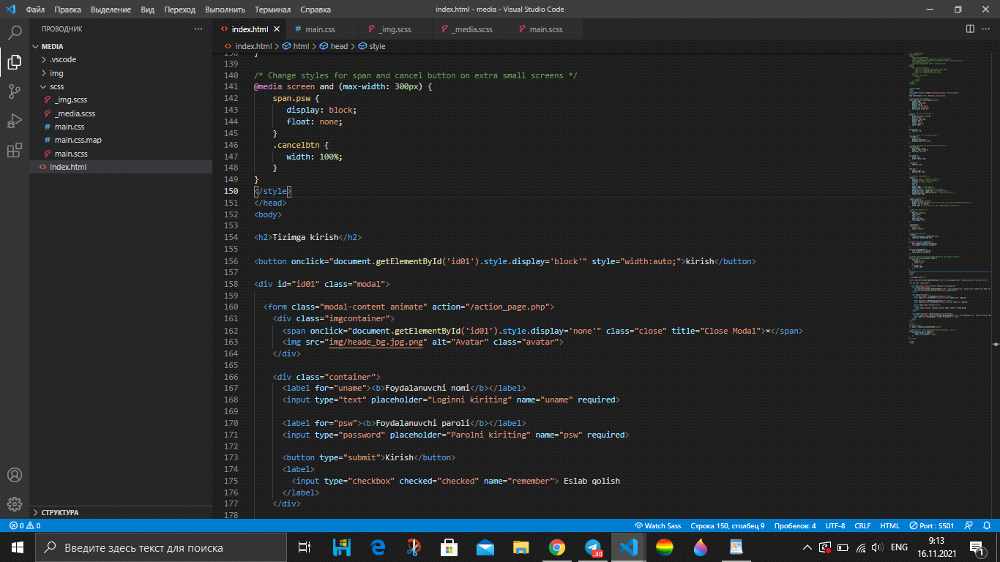 Файл Правка Выделение Вид Переход Выполнить Терминал Справка
index.html - media - Visual Studio Code
ПРОВОДНИК
index.html
main.css
_img.scss
_media.scss
main.scss
MEDIA
.vscode
img
scss
_img.scss
_media.scss
main.css
main.css.map
main.scss
index.html
СТРУКТУРА
index.html > html > head > style
138 }
139
140 /* Change styles for span and cancel button on extra small screens */
141 @media screen and (max-width: 300px) {
142 span.psw {
143 display: block;
144 float: none;
145 }
146 .cancelbtn {
147 width: 100%;
148 }
149 }
150 </style>
151 </head>
152 <body>
153
154 <h2>Tizimga kirish</h2>
155
156 <button onclick="document.getElementById('id01').style.display='block'" style="width:auto;">kirish</button>
157
158 <div id="id01" class="modal">
159
160 <form class="modal-content animate" action="/action_page.php">
161 <div class="imgcontainer">
162 <span onclick="document.getElementById('id01').style.display='none'" class="close" title="Close Modal">×</span>
163 <img src="img/heade_bg.jpg.png" alt="Avatar" class="avatar">
164 </div>
165
166 <div class="container">
167 <label for="uname"><b>Foydalanuvchi nomi</b></label>
168 <input type="text" placeholder="Loginni kiriting" name="uname" required>
169
170 <label for="psw"><b>Foydalanuvchi paroli</b></label>
171 <input type="password" placeholder="Parolni kiriting" name="psw" required>
172
173 <button type="submit">Kirish</button>
174 <label>
175 <input type="checkbox" checked="checked" name="remember"> Eslab qolish
176 </label>
177 </div>
178
0 0
Watch Sass
Строка 150, столбец 9
Пробелов: 4
UTF-8
CRLF
HTML
Port : 5501
Введите здесь текст для поиска
30
ENG
9:13
16.11.2021
1